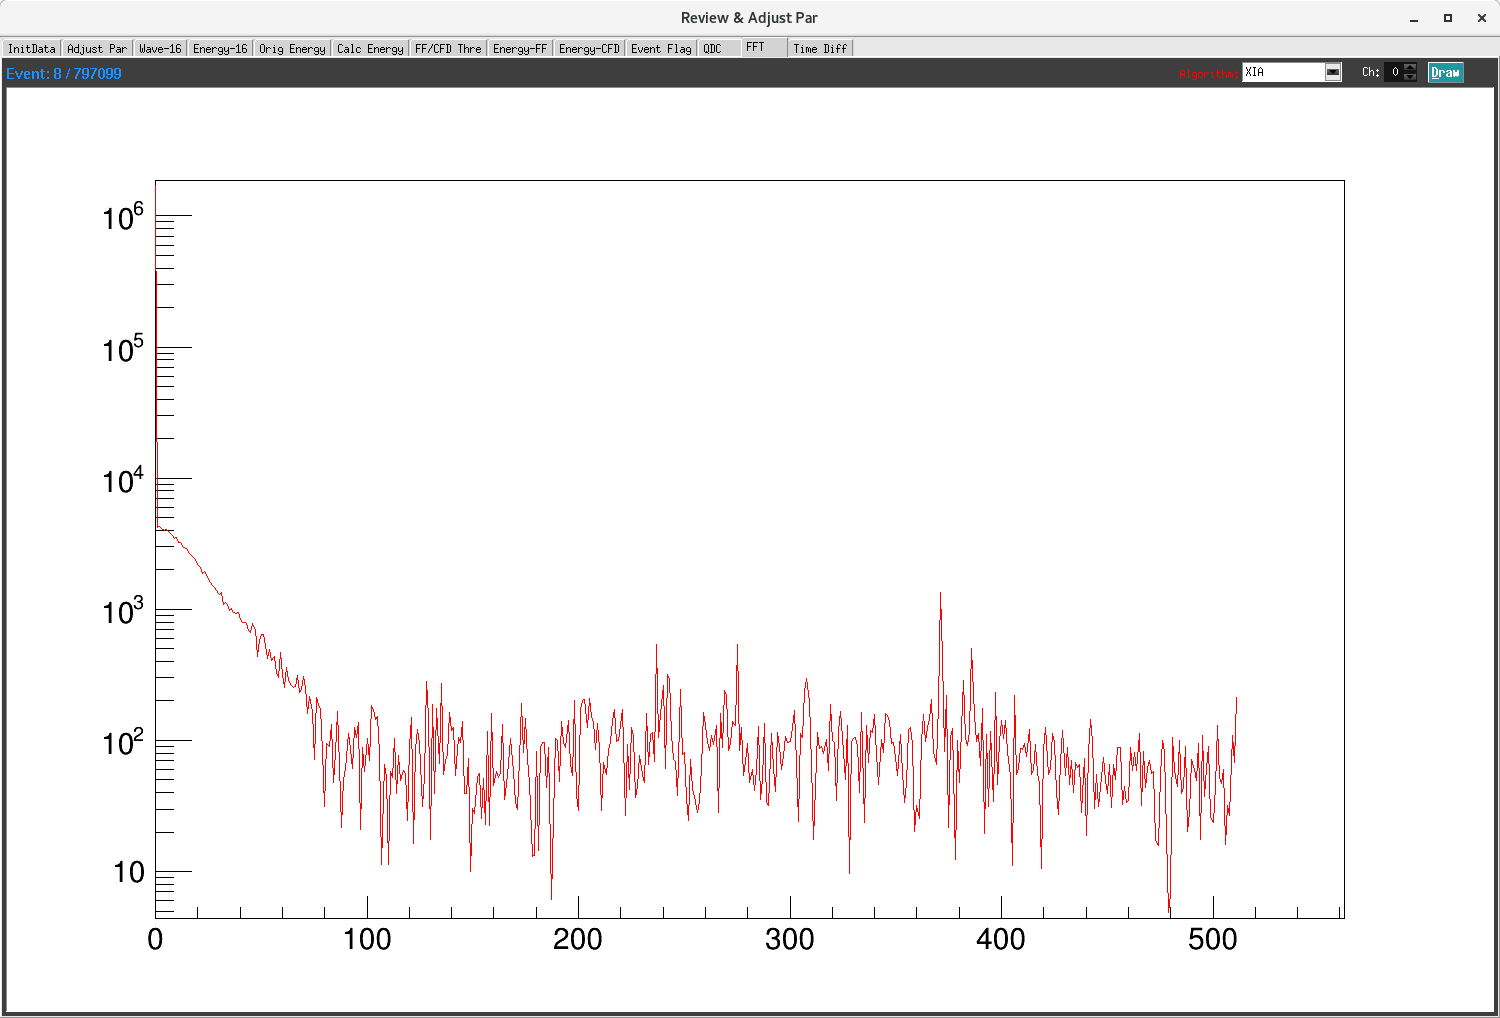 Review & Adjust Par
InitData Adjust Par Wave-16 Energy-16 Orig Energy Calc Energy FF/CFD Thre Energy-FF Energy-CFD Event Flag QDC FFT Time Diff
Event: 8 / 797099 Algorithm: XIA Ch: 0 Draw
10^6
10^5
10^4
10^3
10^2
10
0 100 200 300 400 500